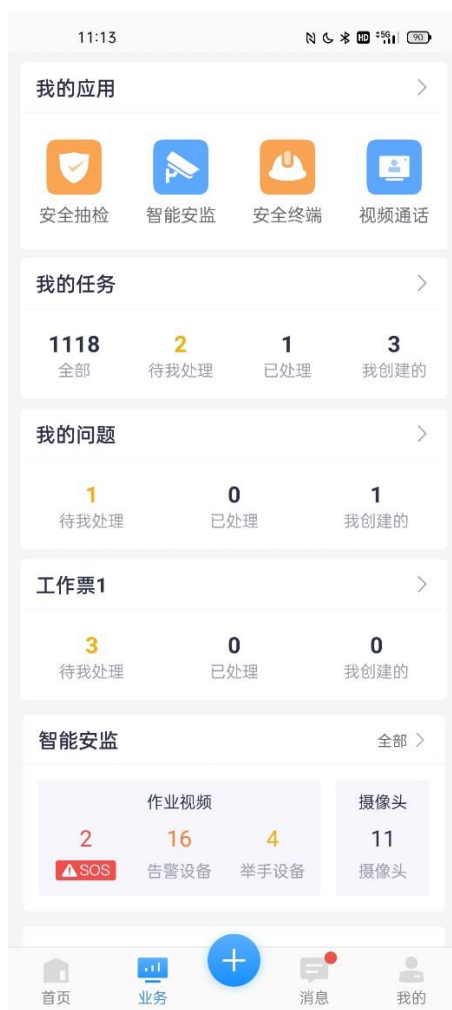 11:13 HD 5G 90
我的应用
安全抽检 智能安监 安全终端 视频通话
我的任务
1118 2 1 3
全部 待我处理 已处理 我创建的
我的问题
1 0 1
待我处理 已处理 我创建的
工作票1
3 0 0
待我处理 已处理 我创建的
智能安监 全部
作业视频 摄像头
2 16 4 11
SOS 告警设备 举手设备 摄像头
首页 业务 消息 我的